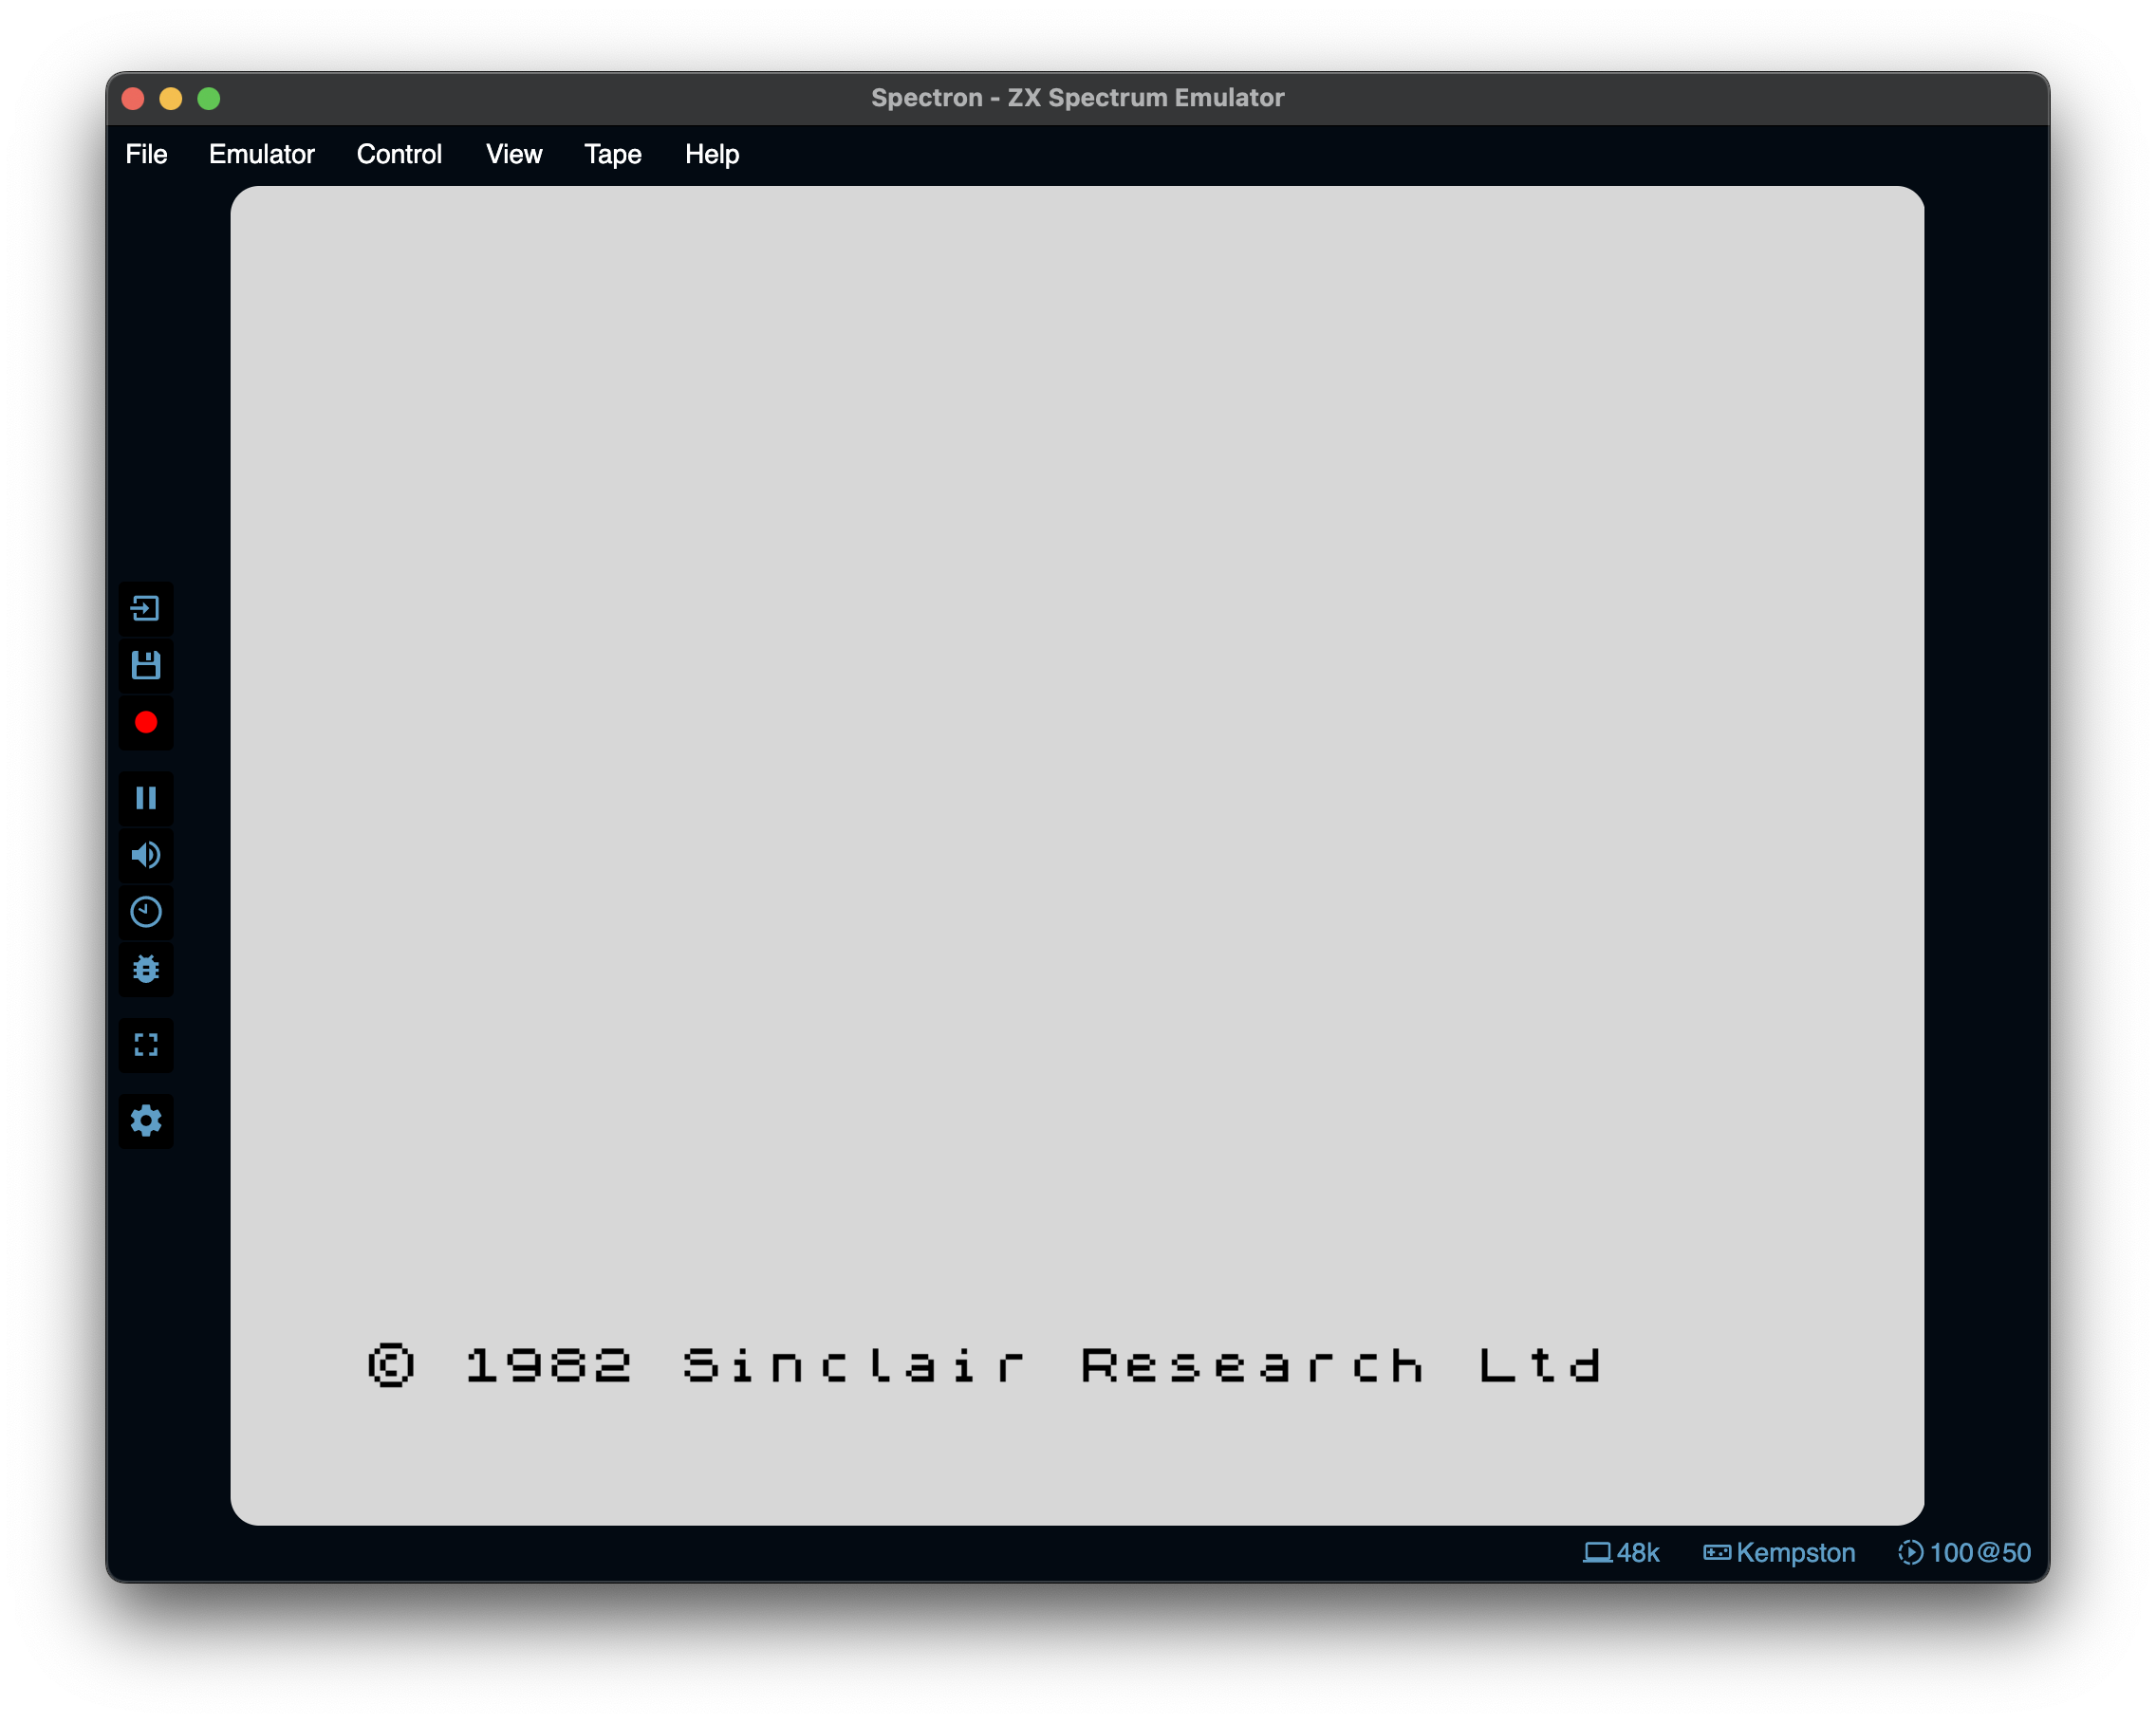 Spectron - ZX Spectrum Emulator
File Emulator Control View Tape Help
© 1982 Sinclair Research Ltd
48k Kempston 100@50